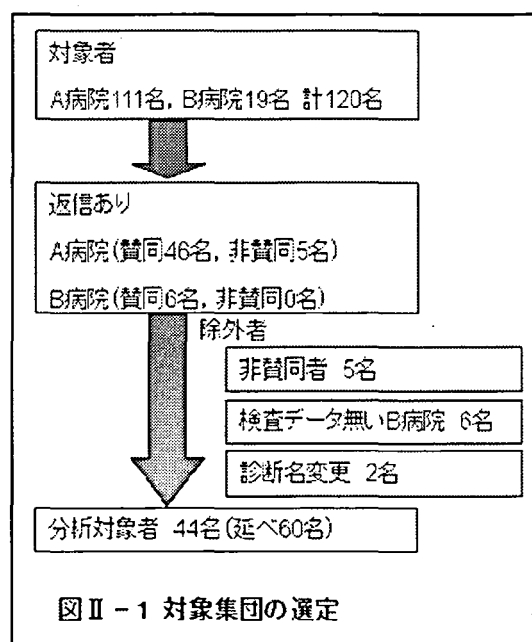 対象者
A病院111名, B病院19名 計120名
返信あり
A病院(賛同46名, 非賛同5名)
B病院(賛同6名, 非賛同0名)
除外者
非賛同者 5名
検査データ無いB病院 6名
診断名変更 2名
分析対象者 44名(延べ60名)
図Ⅱ-1 対象集団の選定